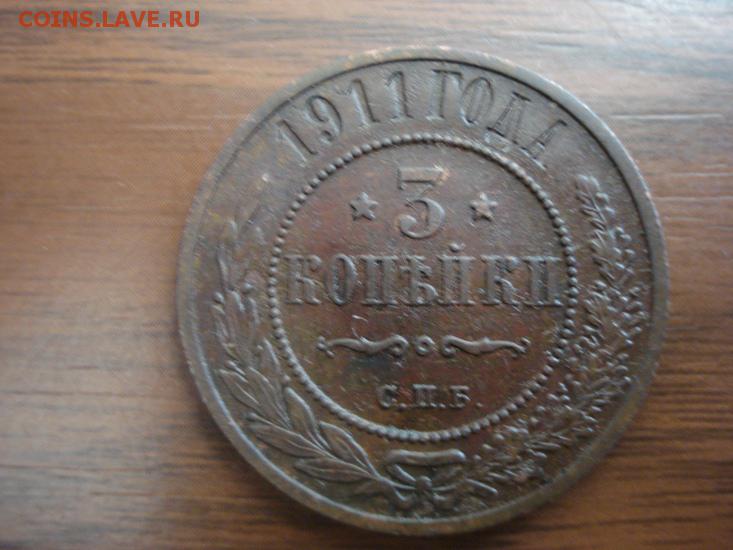 COINS.LAVE.RU
1911 ГОДА
3
КОПѢЙКИ
С.П.Б.